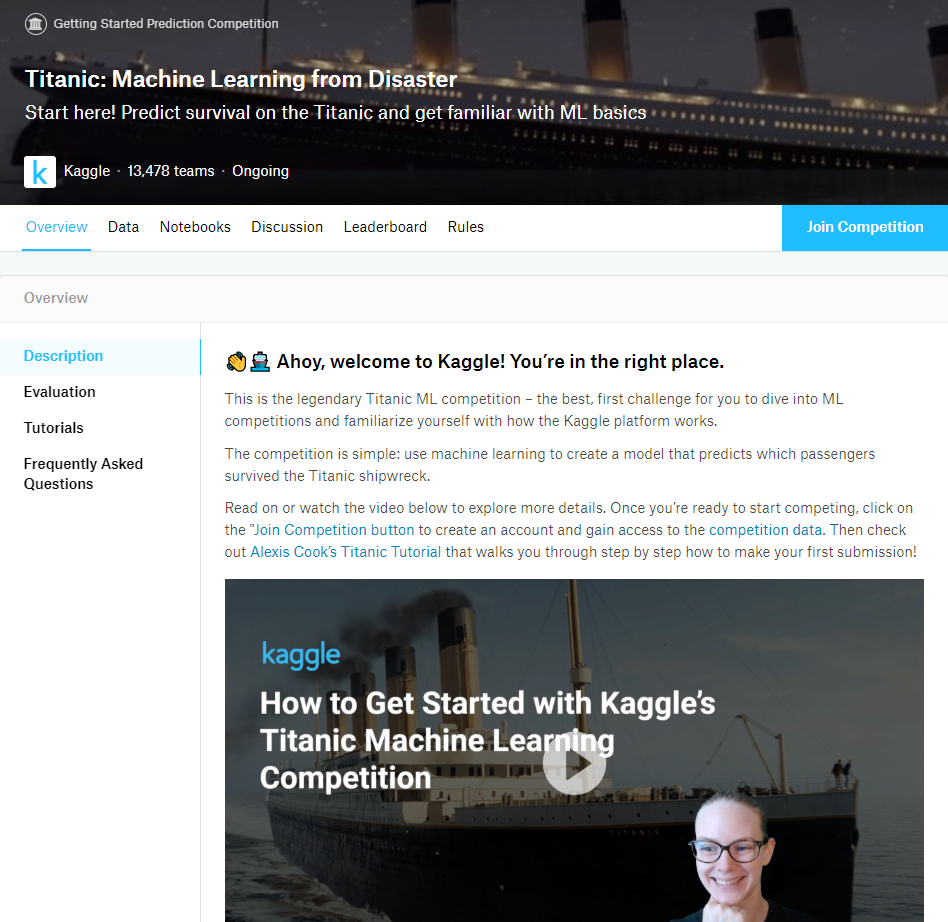 Getting Started Prediction Competition
Titanic: Machine Learning from Disaster
Start here! Predict survival on the Titanic and get familiar with ML basics
k Kaggle · 13,478 teams · Ongoing
Overview Data Notebooks Discussion Leaderboard Rules Join Competition
Overview
Description
Evaluation
Tutorials
Frequently Asked
Questions
👏🚢 Ahoy, welcome to Kaggle! You’re in the right place.
This is the legendary Titanic ML competition – the best, first challenge for you to dive into ML
competitions and familiarize yourself with how the Kaggle platform works.
The competition is simple: use machine learning to create a model that predicts which passengers
survived the Titanic shipwreck.
Read on or watch the video below to explore more details. Once you’re ready to start competing, click on
the "Join Competition button to create an account and gain access to the competition data. Then check
out Alexis Cook’s Titanic Tutorial that walks you through step by step how to make your first submission!
kaggle
How to Get Started with Kaggle’s
Titanic Machine Learning
Competition
TITANIC